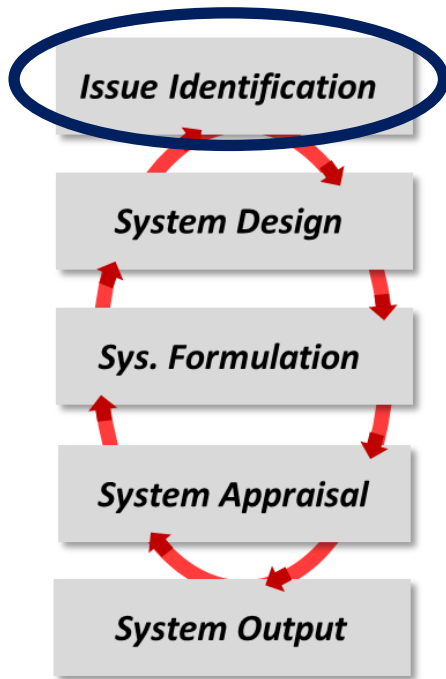 Issue Identification
System Design
Sys. Formulation
System Appraisal
System Output